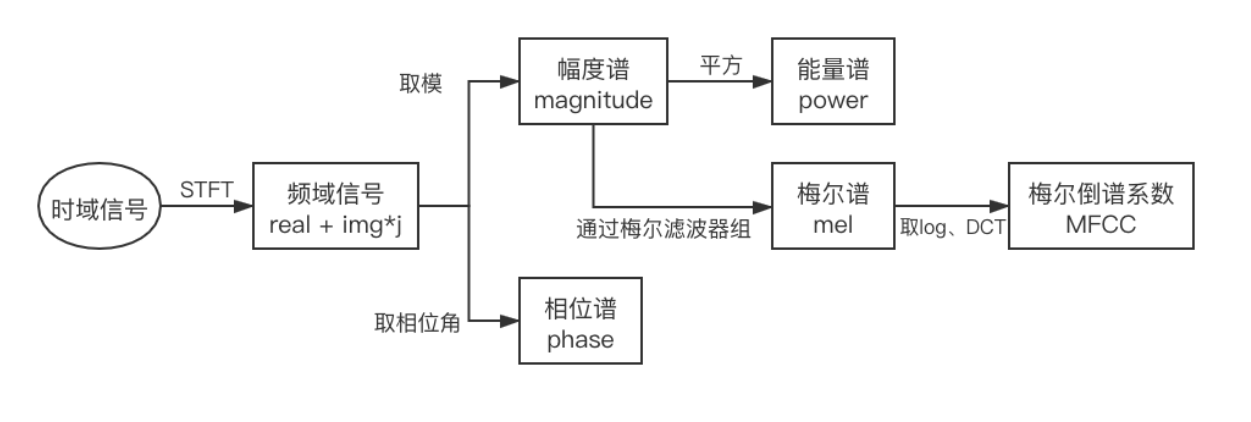 取模
幅度谱
magnitude
平方
能量谱
power
时域信号
STFT
频域信号
real + img*j
通过梅尔滤波器组
梅尔谱
mel
取log、DCT
梅尔倒谱系数
MFCC
取相位角
相位谱
phase